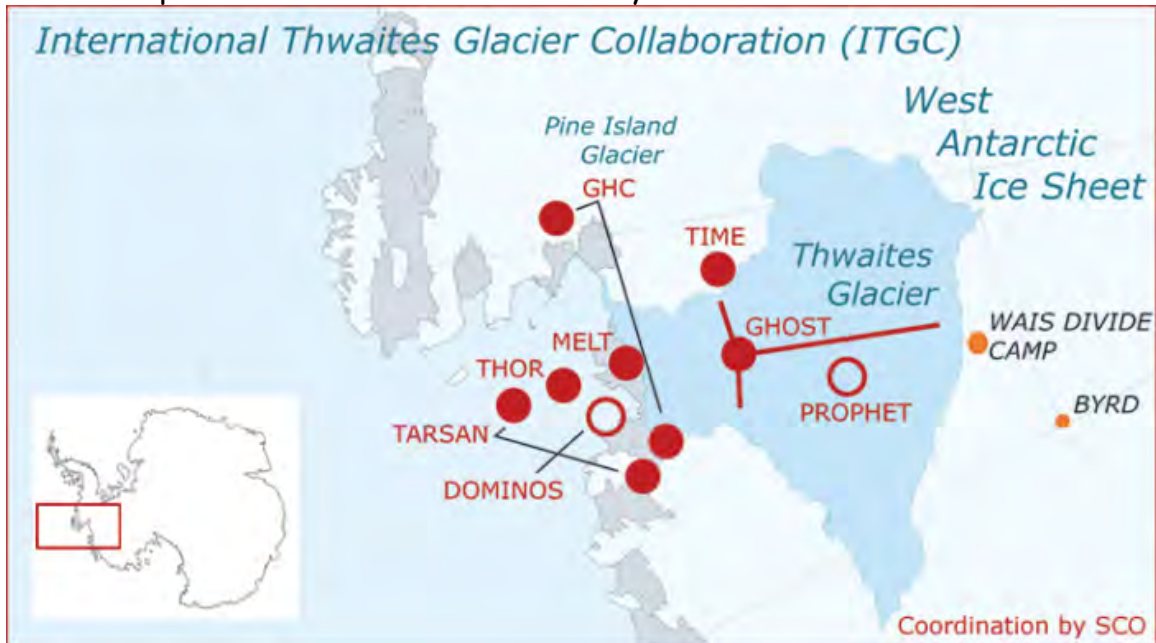 International Thwaites Glacier Collaboration (ITGC)
West
Antarctic
Ice Sheet
Pine Island
Glacier
GHC
TIME
Thwaites
Glacier
GHOST
WAIS DIVIDE
CAMP
MELT
THOR
PROPHET
BYRD
TARSAN
DOMINOS
Coordination by SCO